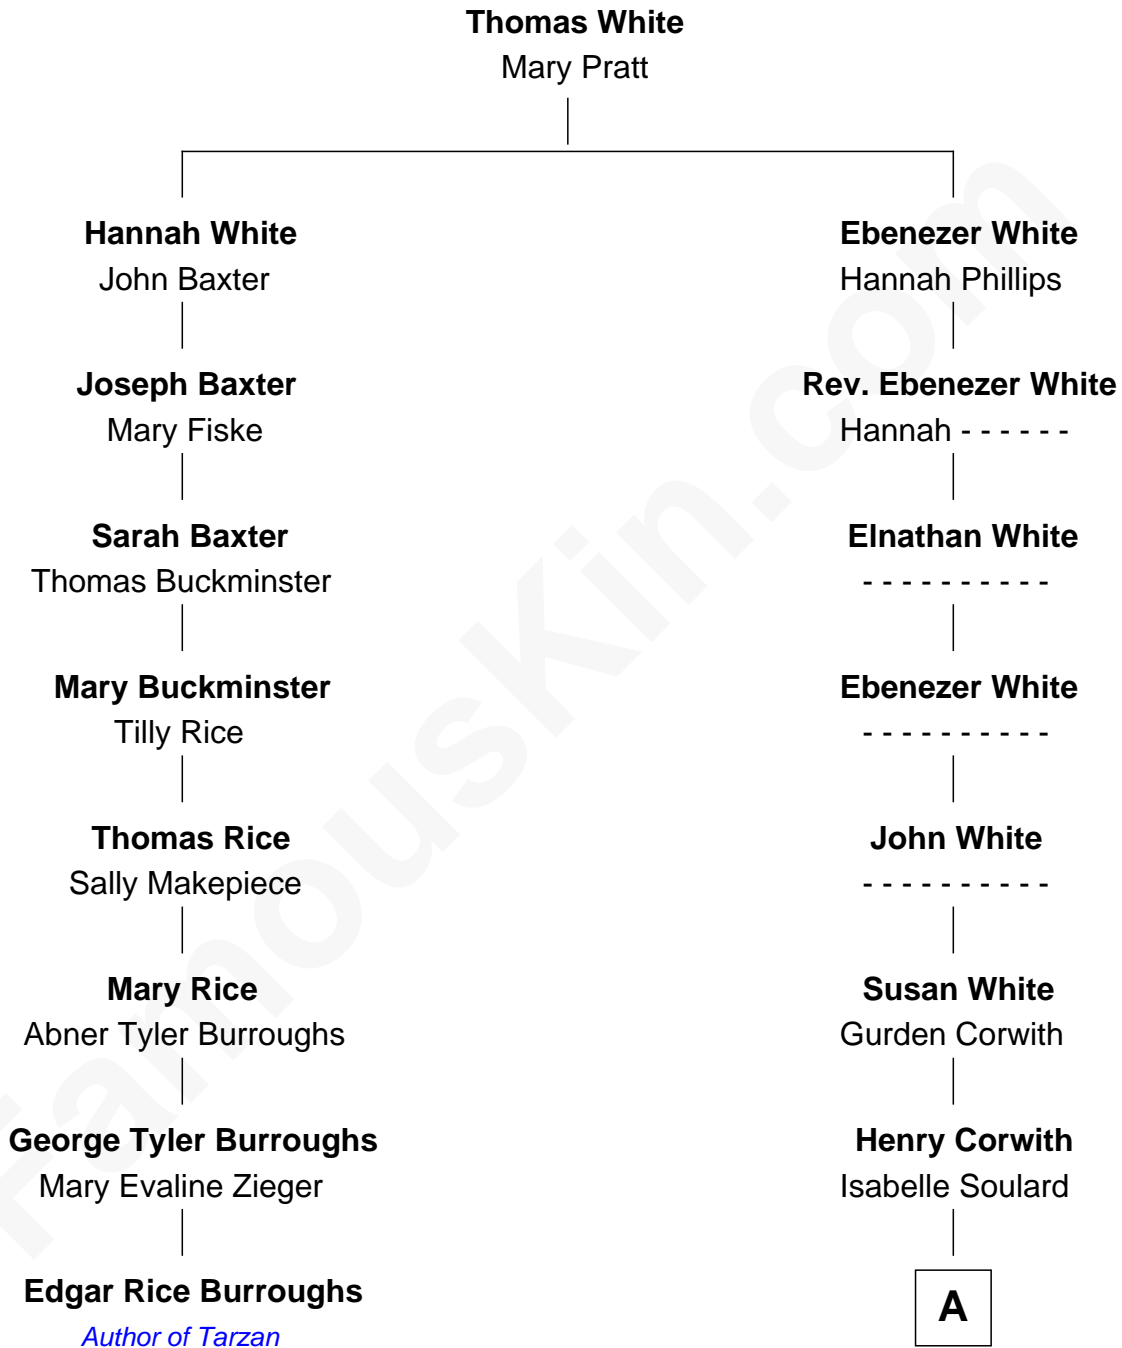 Thomas White
Mary Pratt
Hannah White
John Baxter
Joseph Baxter
Mary Fiske
Sarah Baxter
Thomas Buckminster
Mary Buckminster
Tilly Rice
Thomas Rice
Sally Makepiece
Mary Rice
Abner Tyler Burroughs
George Tyler Burroughs
Mary Evaline Zieger
Edgar Rice Burroughs
Author of Tarzan
Ebenezer White
Hannah Phillips
Rev. Ebenezer White
Hannah - - - - - -
Elnathan White
- - - - - - - - - -
Ebenezer White
- - - - - - - - - -
John White
- - - - - - - - - -
Susan White
Gurden Corwith
Henry Corwith
Isabelle Soulard
A
FamousKin.com